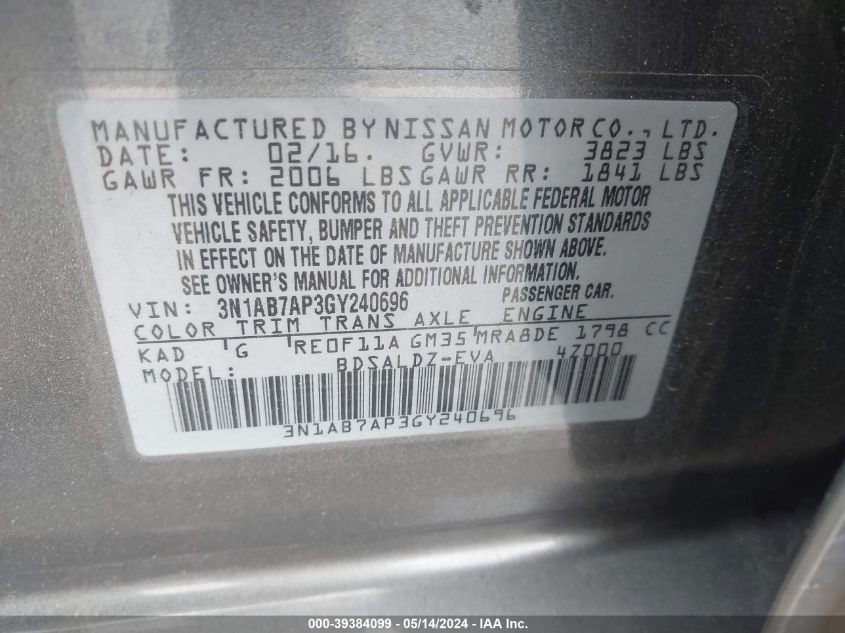 MANUFACTURED BY NISSAN MOTOR CO., LTD.
DATE: 02/16. GVWR: 3823 LBS
GAWR FR: 2006 LBS GAWR RR: 1841 LBS
THIS VEHICLE CONFORMS TO ALL APPLICABLE FEDERAL MOTOR
VEHICLE SAFETY, BUMPER AND THEFT PREVENTION STANDARDS
IN EFFECT ON THE DATE OF MANUFACTURE SHOWN ABOVE.
SEE OWNER'S MANUAL FOR ADDITIONAL INFORMATION.
VIN: 3N1AB7AP3GY240696 PASSENGER CAR.
COLOR TRIM TRANS AXLE ENGINE
KAD G RE0F11A GM35 MRA8DE 1798 CC
MODEL: BDSALDZ-EVA 4Z000
3N1AB7AP3GY240696
000-39384099 - 05/14/2024 - IAA Inc.